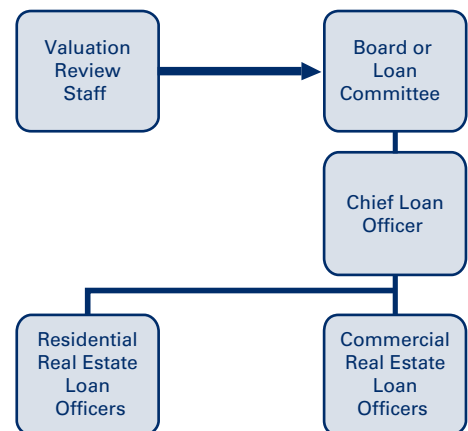 Valuation
Review
Staff
Board or
Loan
Committee
Chief Loan
Officer
Residential
Real Estate
Loan
Officers
Commercial
Real Estate
Loan
Officers